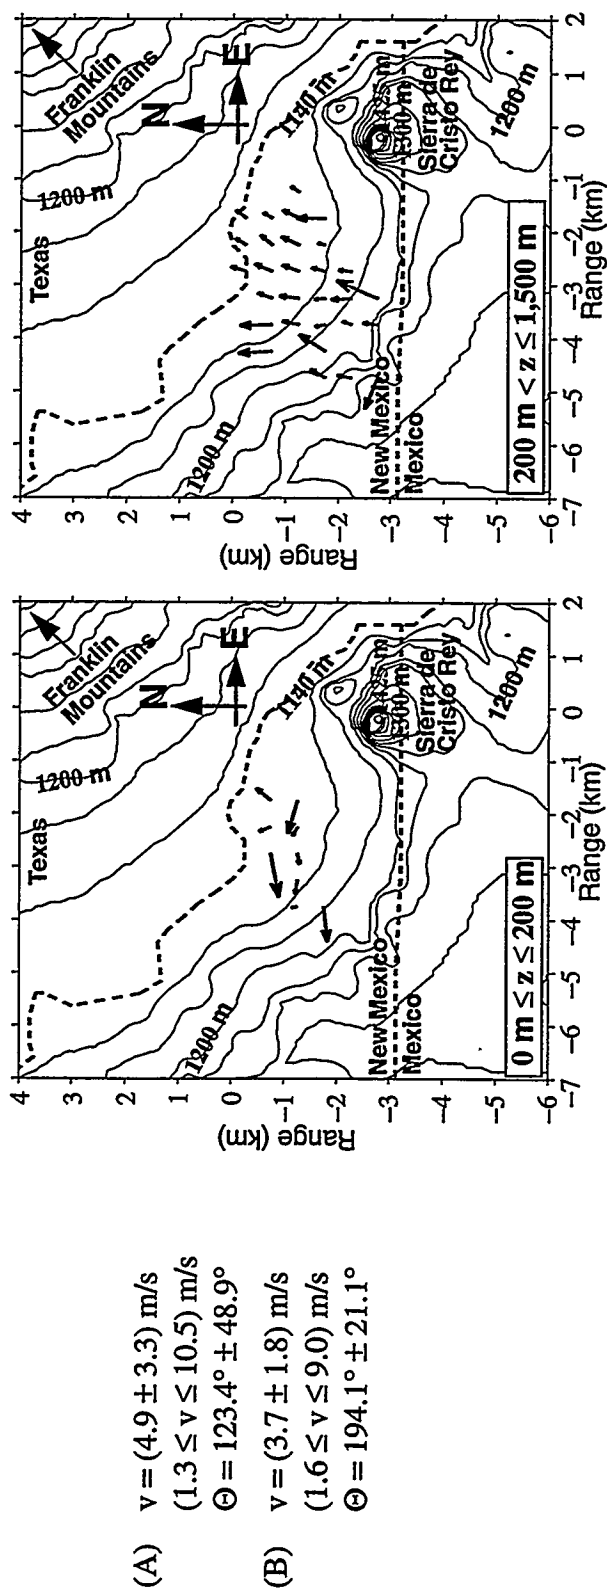 (A) v = (4.9 ± 3.3) m/s
(1.3 ≤ v ≤ 10.5) m/s
Θ = 123.4° ± 48.9°
(B) v = (3.7 ± 1.8) m/s
(1.6 ≤ v ≤ 9.0) m/s
Θ = 194.1° ± 21.1°
4
3
2
1
0
−1
−2
−3
−4
−5
−6
Range (km)
Texas
1200 m
Franklin
Mountains
N
E
1140 m
1200 m
New Mexico
Mexico
1425 m
1300 m
Sierra de
Cristo Rey
1200 m
0 m ≤ z ≤ 200 m
−7 −6 −5 −4 −3 −2 −1 0 1 2
Range (km)
4
3
2
1
0
−1
−2
−3
−4
−5
−6
Range (km)
Texas
1200 m
Franklin
Mountains
N
E
1140 m
1200 m
New Mexico
Mexico
1425 m
1300 m
Sierra de
Cristo Rey
1200 m
200 m < z ≤ 1,500 m
−7 −6 −5 −4 −3 −2 −1 0 1 2
Range (km)